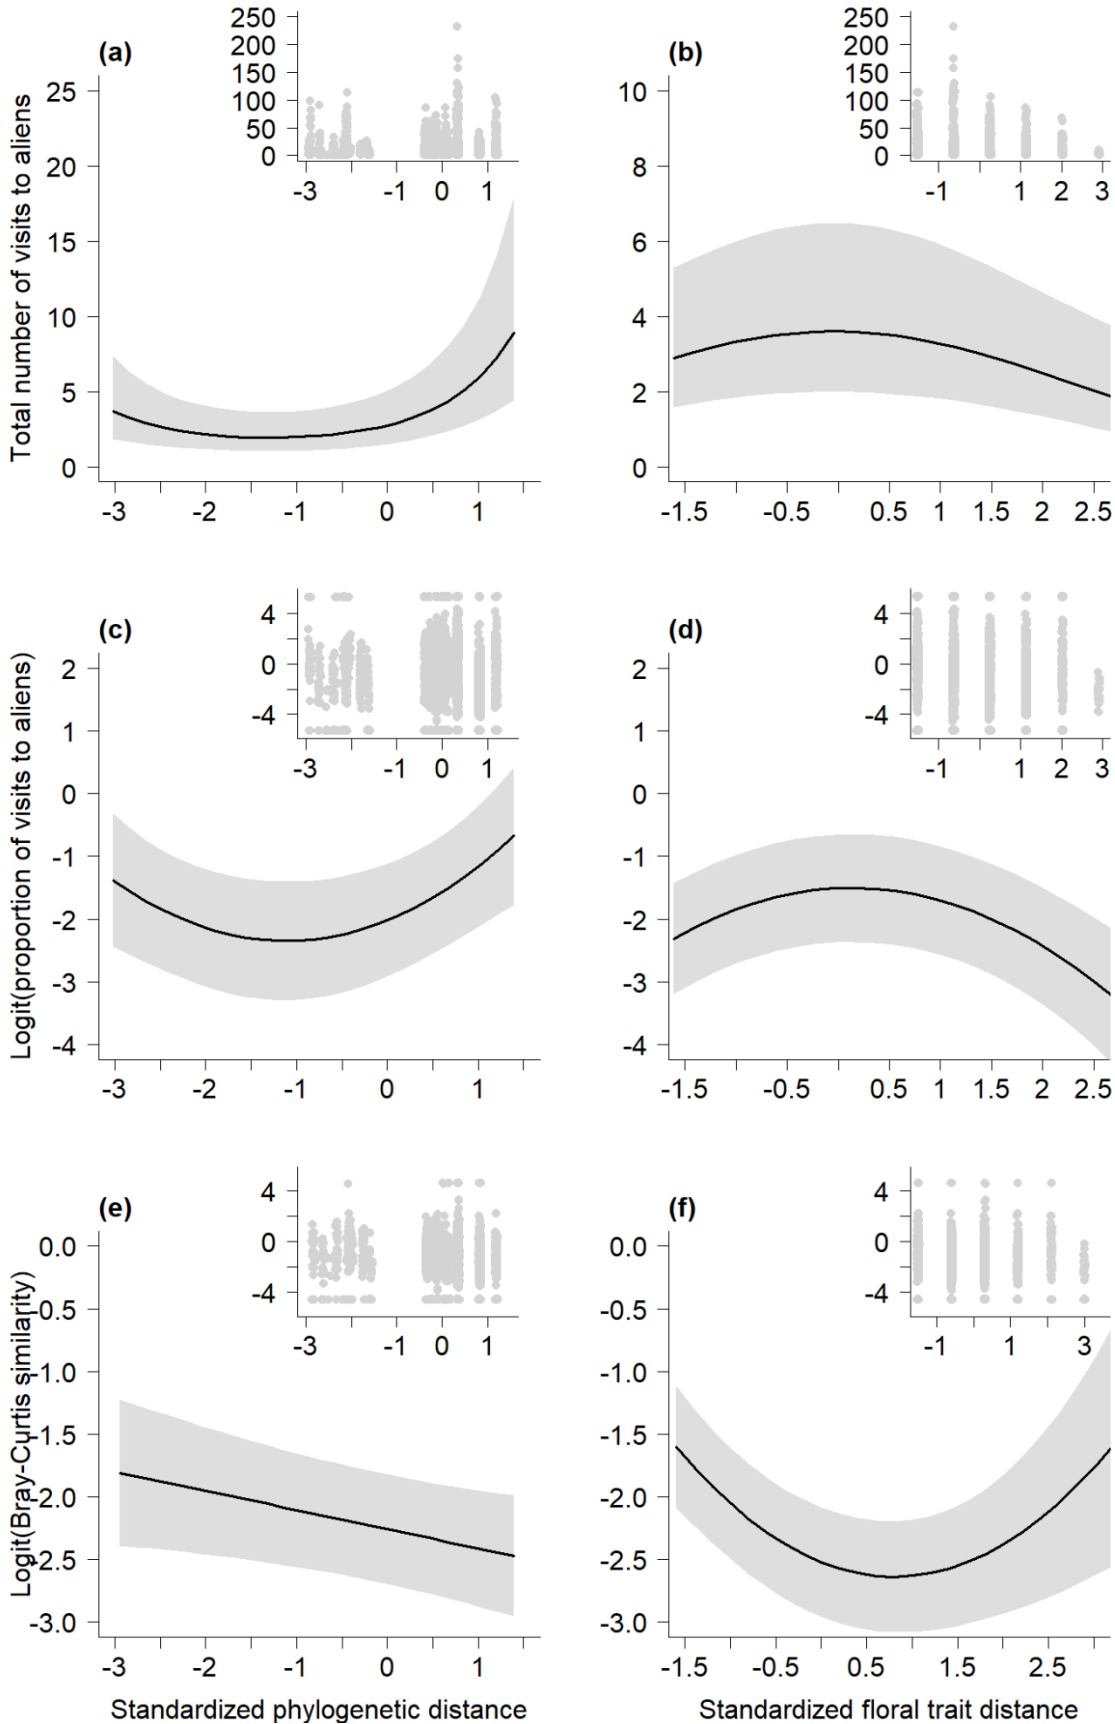 (a)
250
200
150
100
50
0
-3 -1 0 1
Total number of visits to aliens
25
20
15
10
5
0
-3 -2 -1 0 1
(b)
250
200
150
100
50
0
-1 1 2 3
10
8
6
4
2
0
-1.5 -0.5 0.5 1 1.5 2 2.5
(c)
4
0
-4
-3 -1 0 1
Logit(proportion of visits to aliens)
2
1
0
-1
-2
-3
-4
-3 -2 -1 0 1
(d)
4
0
-4
-1 1 2 3
2
1
0
-1
-2
-3
-4
-1.5 -0.5 0.5 1 1.5 2 2.5
(e)
4
0
-4
-3 -1 0 1
Logit(Bray-Curtis similarity)
0.0
-0.5
-1.0
-1.5
-2.0
-2.5
-3.0
-3 -2 -1 0 1
Standardized phylogenetic distance
(f)
4
0
-4
-1 1 3
0.0
-0.5
-1.0
-1.5
-2.0
-2.5
-3.0
-1.5 -0.5 0.5 1.5 2.5
Standardized floral trait distance